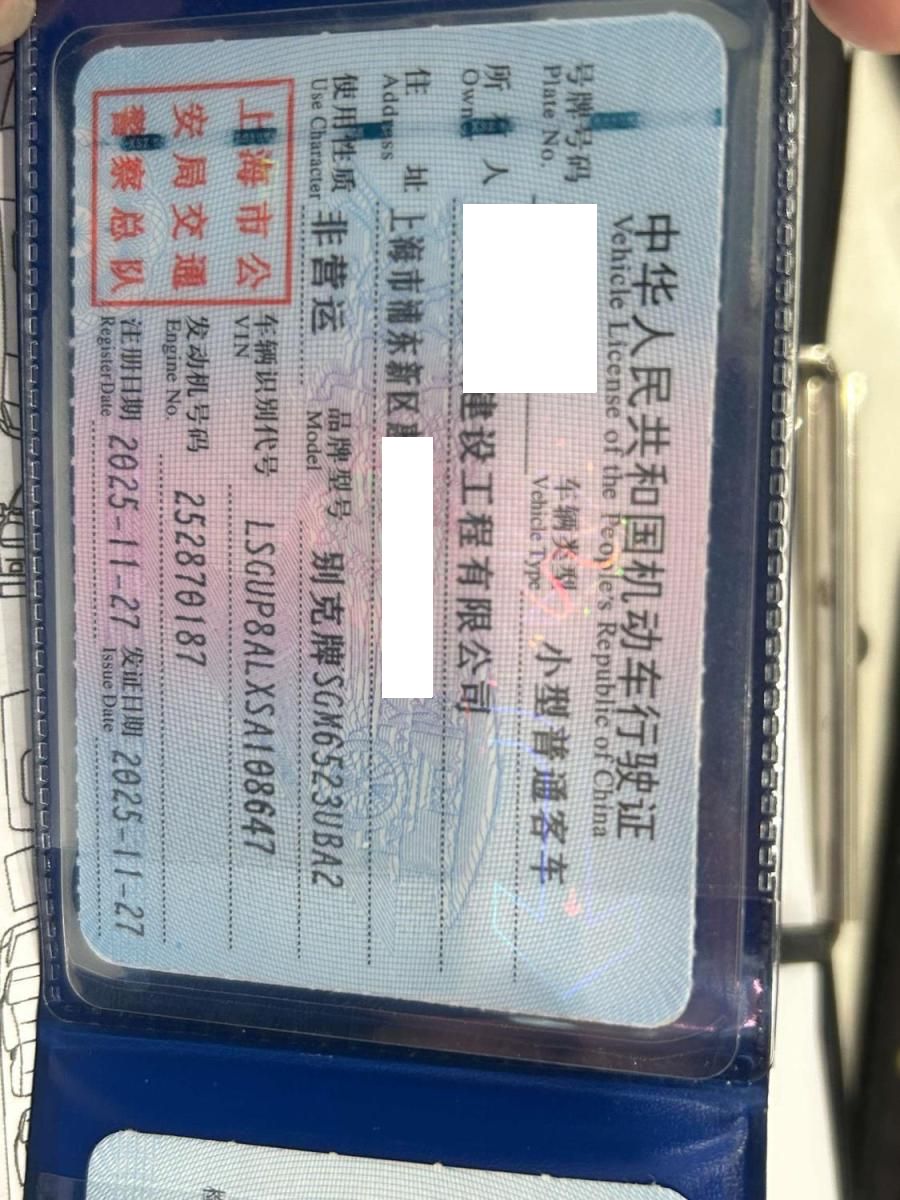 中华人民共和国机动车行驶证
Vehicle License of the People's Republic of China
号牌号码
Plate No.
车辆类型 小型普通客车
Vehicle Type
所有人 建设工程有限公司
Owner
住址 上海市浦东新区
Address
使用性质 非营运
Use Character
品牌型号 别克牌SGM6523UBA2
Model
上海市公
安局交通
警察总队
车辆识别代号 LSGUP8ALXSA108647
VIN
发动机号码 252870187
Engine No.
注册日期 2025-11-27
Register Date
发证日期 2025-11-27
Issue Date